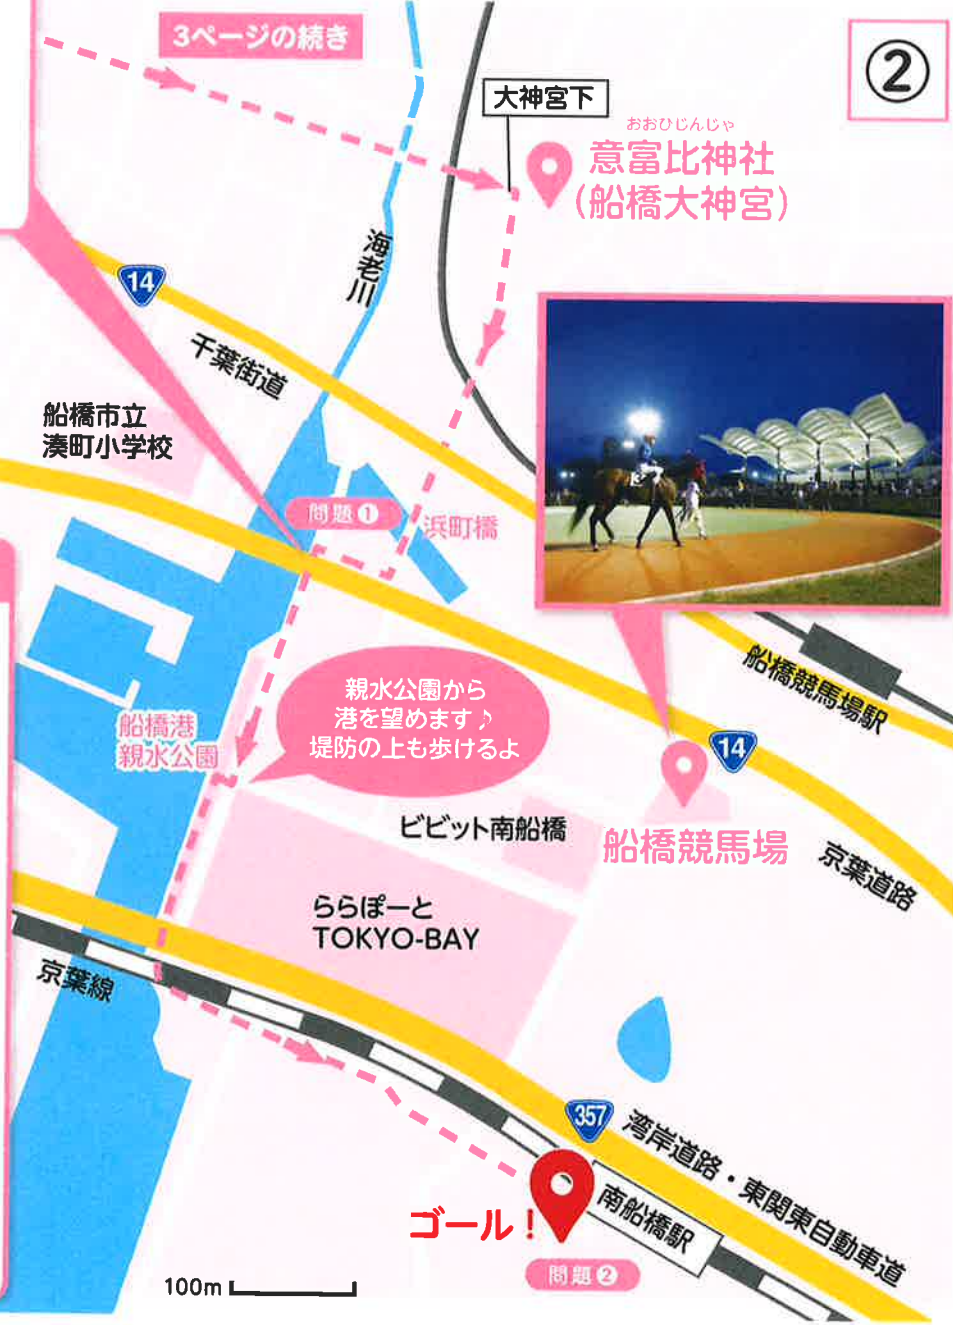 3ページの続き
②
大神宮下
おおひじんじゃ
意富比神社
(船橋大神宮)
海老川
14
千葉街道
船橋市立
湊町小学校
問題❶
浜町橋
船橋競馬場駅
親水公園から
港を望めます♪
堤防の上も歩けるよ
船橋港
親水公園
14
ビビット南船橋
船橋競馬場
京葉道路
ららぽーと
TOKYO-BAY
京葉線
357
湾岸道路・東関東自動車道
南船橋駅
ゴール!
問題❷
100m